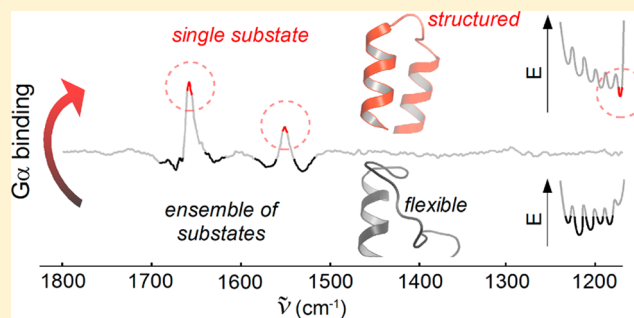 structured
single substate
E
Gα binding
ensemble of
substates
flexible
E
1800 1700 1600 1500 1400 1300 1200
ṽ (cm⁻¹)